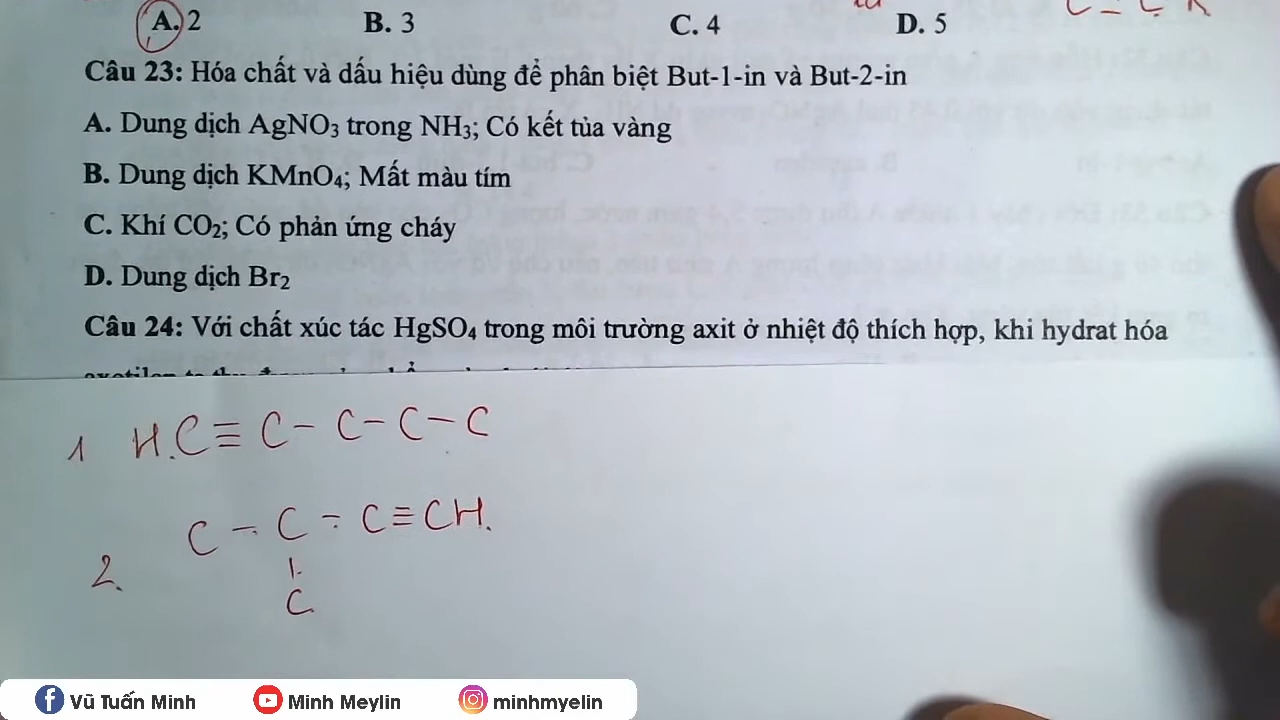 A. 2 B. 3 C. 4 D. 5
Câu 23: Hóa chất và dấu hiệu dùng để phân biệt But-1-in và But-2-in
A. Dung dịch AgNO₃ trong NH₃; Có kết tủa vàng
B. Dung dịch KMnO₄; Mất màu tím
C. Khí CO₂; Có phản ứng cháy
D. Dung dịch Br₂
Câu 24: Với chất xúc tác HgSO₄ trong môi trường axit ở nhiệt độ thích hợp, khi hydrat hóa
1 H.C≡C-C-C-C
2. C-C-C≡CH.
C
Vũ Tuấn Minh Minh Meylin minhmyelin